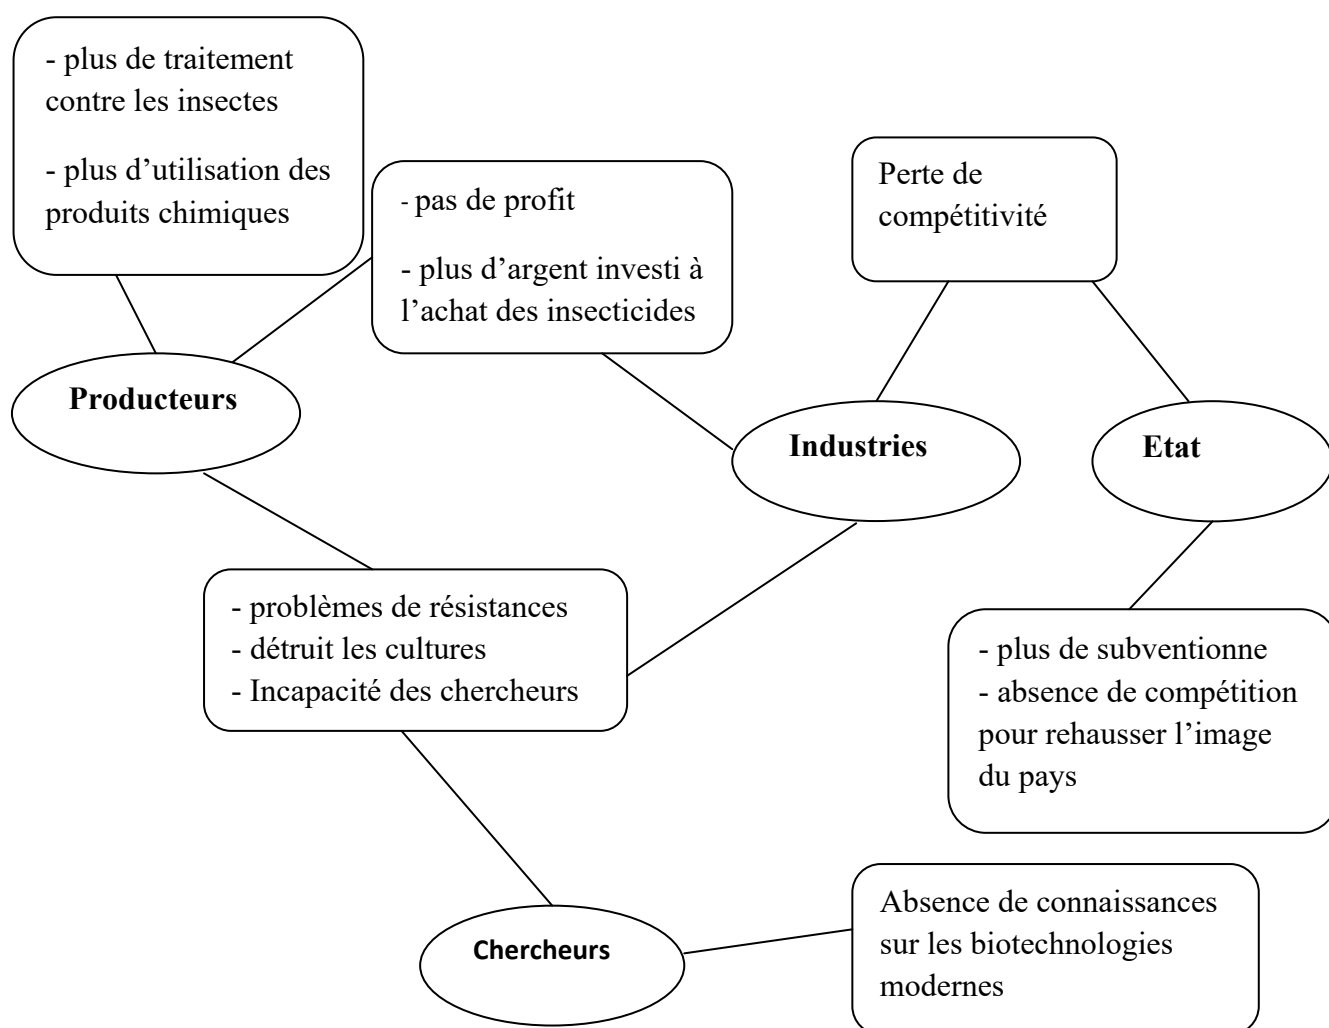 - plus de traitement
contre les insectes
- plus d’utilisation des
produits chimiques
- pas de profit
- plus d’argent investi à
l’achat des insecticides
Perte de
compétitivité
Producteurs
Industries
Etat
- problèmes de résistances
- détruit les cultures
- Incapacité des chercheurs
- plus de subventionne
- absence de compétition
pour rehausser l’image
du pays
Chercheurs
Absence de connaissances
sur les biotechnologies
modernes